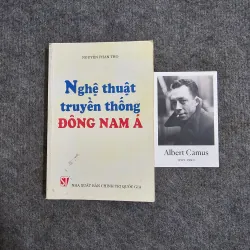 NGUYỄN PHAN THỌ
Nghệ thuật
truyền thống
ĐÔNG NAM Á
NHÀ XUẤT BẢN CHÍNH TRỊ QUỐC GIA
Albert Camus